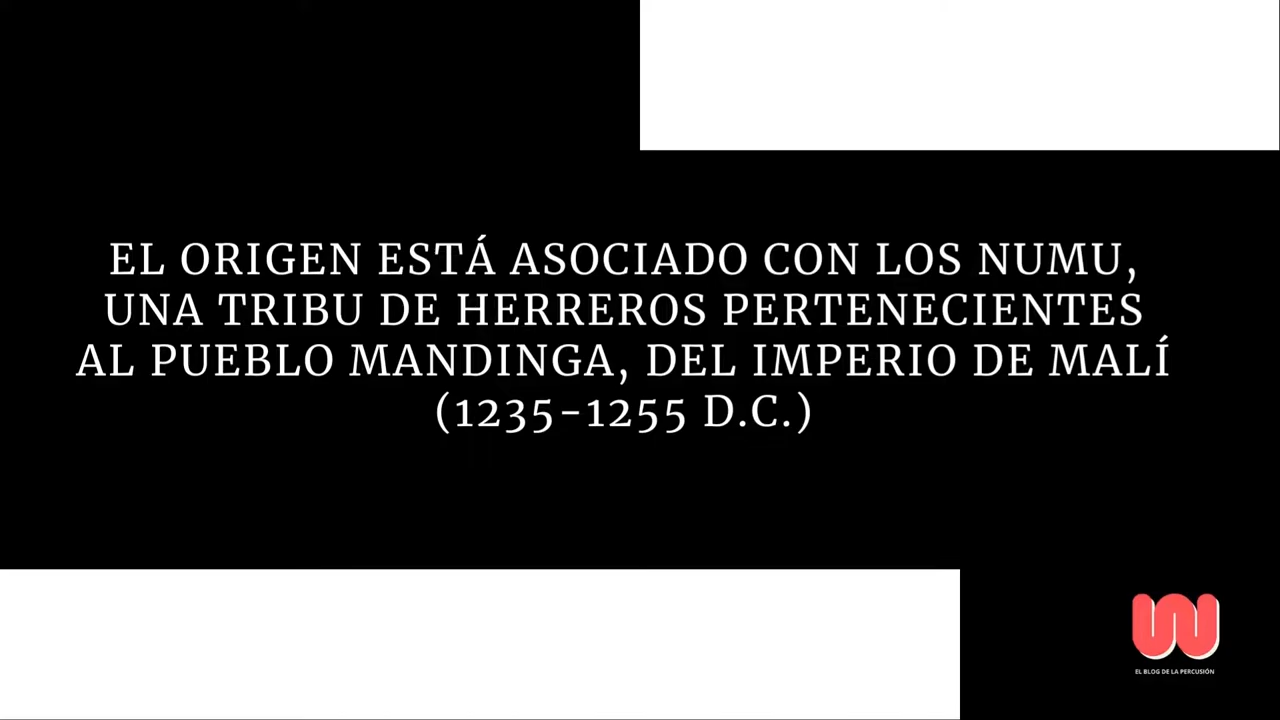 EL ORIGEN ESTÁ ASOCIADO CON LOS NUMU,
UNA TRIBU DE HERREROS PERTENECIENTES
AL PUEBLO MANDINGA, DEL IMPERIO DE MALÍ
(1235-1255 D.C.)
EL BLOG DE LA PERCUSIÓN